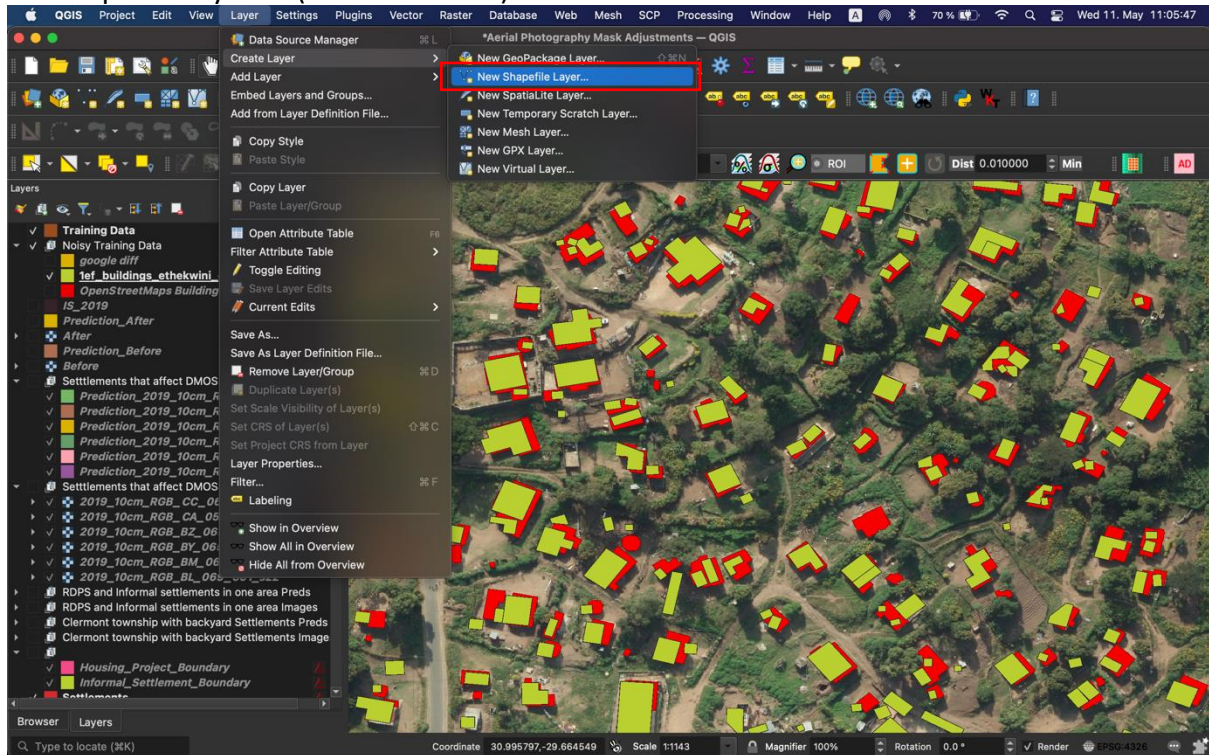 QGIS Project Edit View Layer Settings Plugins Vector Raster Database Web Mesh SCP Processing Window Help A 70 % Wed 11. May 11:05:47
*Aerial Photography Mask Adjustments — QGIS
Data Source Manager ⌘ L
Create Layer >
Add Layer >
Embed Layers and Groups...
Add from Layer Definition File...
Copy Style
Paste Style
Copy Layer
Paste Layer/Group
Open Attribute Table F6
Filter Attribute Table >
Toggle Editing
Save Layer Edits
Current Edits >
Save As...
Save As Layer Definition File...
Remove Layer/Group ⌘ D
Duplicate Layer(s)
Set Scale Visibility of Layer(s)
Set CRS of Layer(s) ⇧ ⌘ C
Set Project CRS from Layer
Layer Properties...
Filter... ⌘ F
Labeling
Show in Overview
Show All in Overview
Hide All from Overview
New GeoPackage Layer... ⇧⌘N
New Shapefile Layer...
New SpatiaLite Layer...
New Temporary Scratch Layer...
New Mesh Layer...
New GPX Layer...
New Virtual Layer...
ROI Dist 0.010000 Min AD
Layers
Training Data
Noisy Training Data
google diff
1ef_buildings_ethekwini_
OpenStreetMaps Building
IS_2019
Prediction_After
After
Prediction_Before
Before
Setttlements that affect DMOS
Prediction_2019_10cm_R
Prediction_2019_10cm_R
Prediction_2019_10cm_R
Prediction_2019_10cm_R
Prediction_2019_10cm_R
Prediction_2019_10cm_R
Setttlements that affect DMOS
2019_10cm_RGB_CC_06
2019_10cm_RGB_CA_05
2019_10cm_RGB_BZ_06
2019_10cm_RGB_BY_06
2019_10cm_RGB_BM_06
2019_10cm_RGB_BL_06
RDPS and Informal settlements in one area Preds
RDPS and Informal settlements in one area Images
Clermont township with backyard Settlements Preds
Clermont township with backyard Settlements Image
Housing_Project_Boundary
Informal_Settlement_Boundary
Settlements
Browser Layers
Type to locate (⌘K) Coordinate 30.995797,-29.664549 Scale 1:1143 Magnifier 100% Rotation 0.0 ° Render EPSG:4326